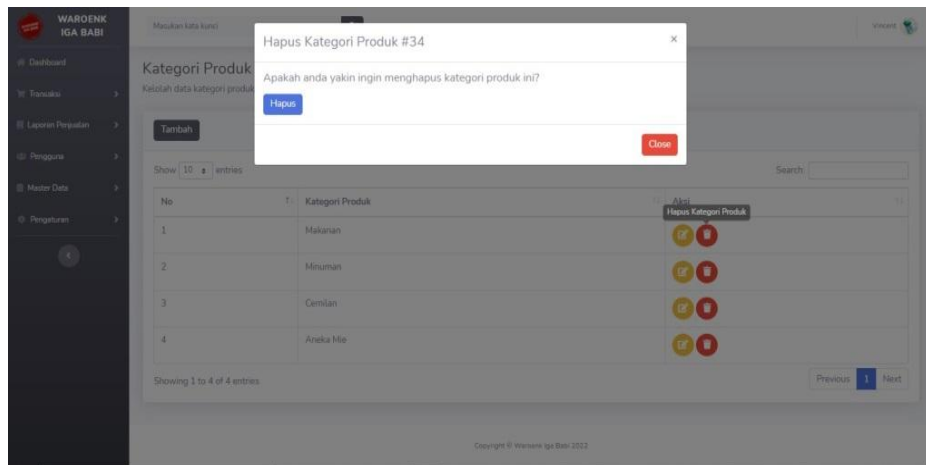 WAROENK
IGA BABI
Masukan kata kunci
Vincent
Hapus Kategori Produk #34
×
Dashboard
Kategori Produk
Apakah anda yakin ingin menghapus kategori produk ini?
Transaksi
Kelolah data kategori produk
Hapus
Laporan Penjualan
Tambah
Close
Pengguna
Show 10 entries
Search:
Master Data
No
Kategori Produk
Aksi
Hapus Kategori Produk
Pengaturan
1
Makanan
2
Minuman
3
Cemilan
4
Aneka Mie
Showing 1 to 4 of 4 entries
Previous 1 Next
Copyright © Waroenk Iga Babi 2022